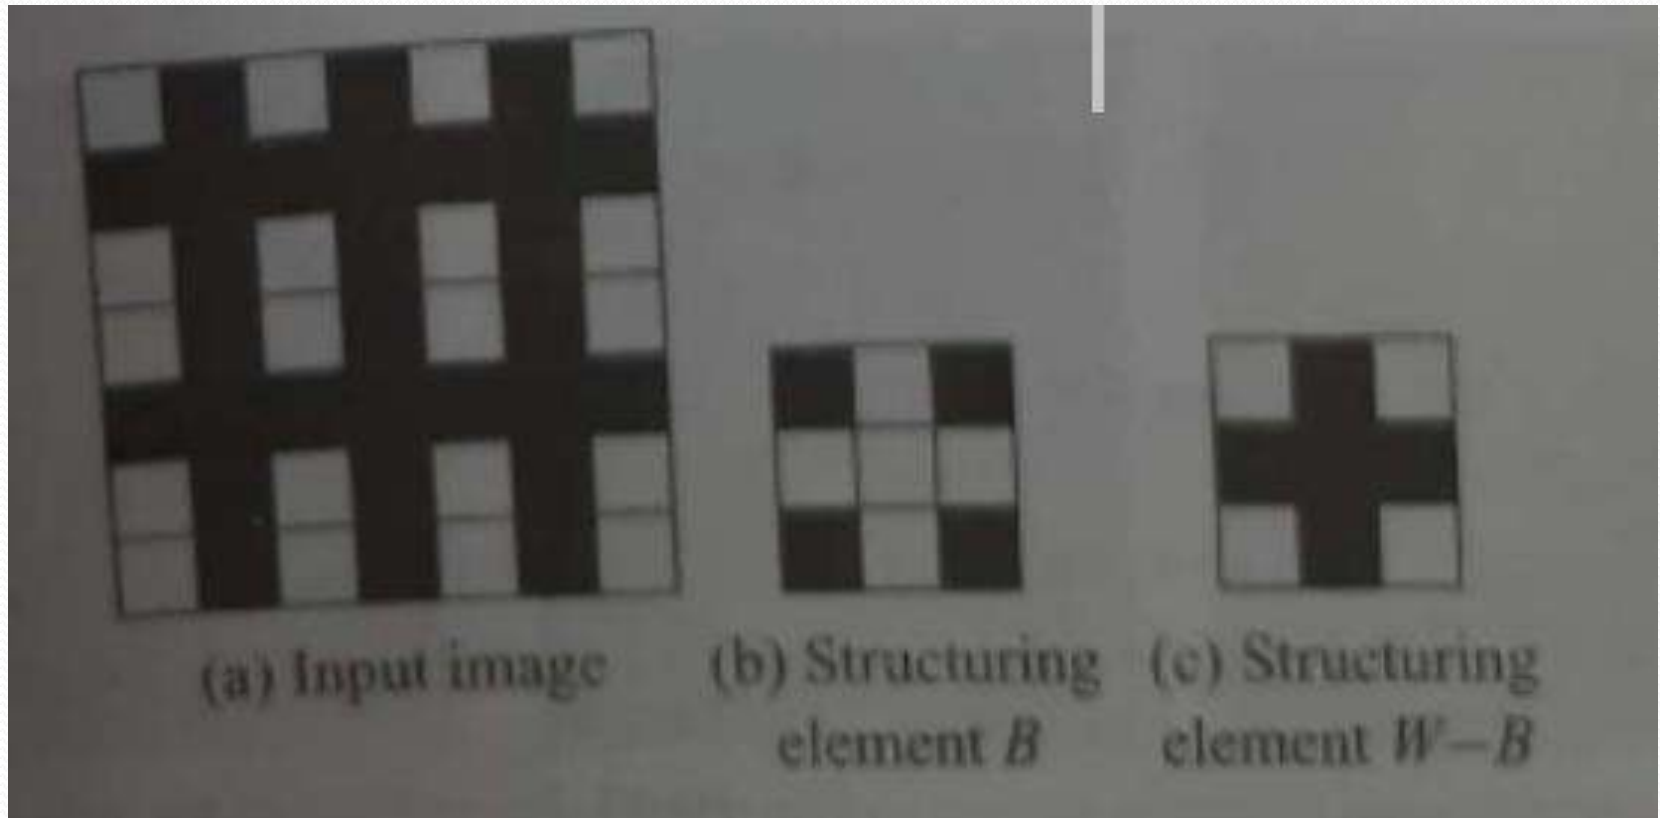 (a) Input image
(b) Structuring
element B
(c) Structuring
element W–B